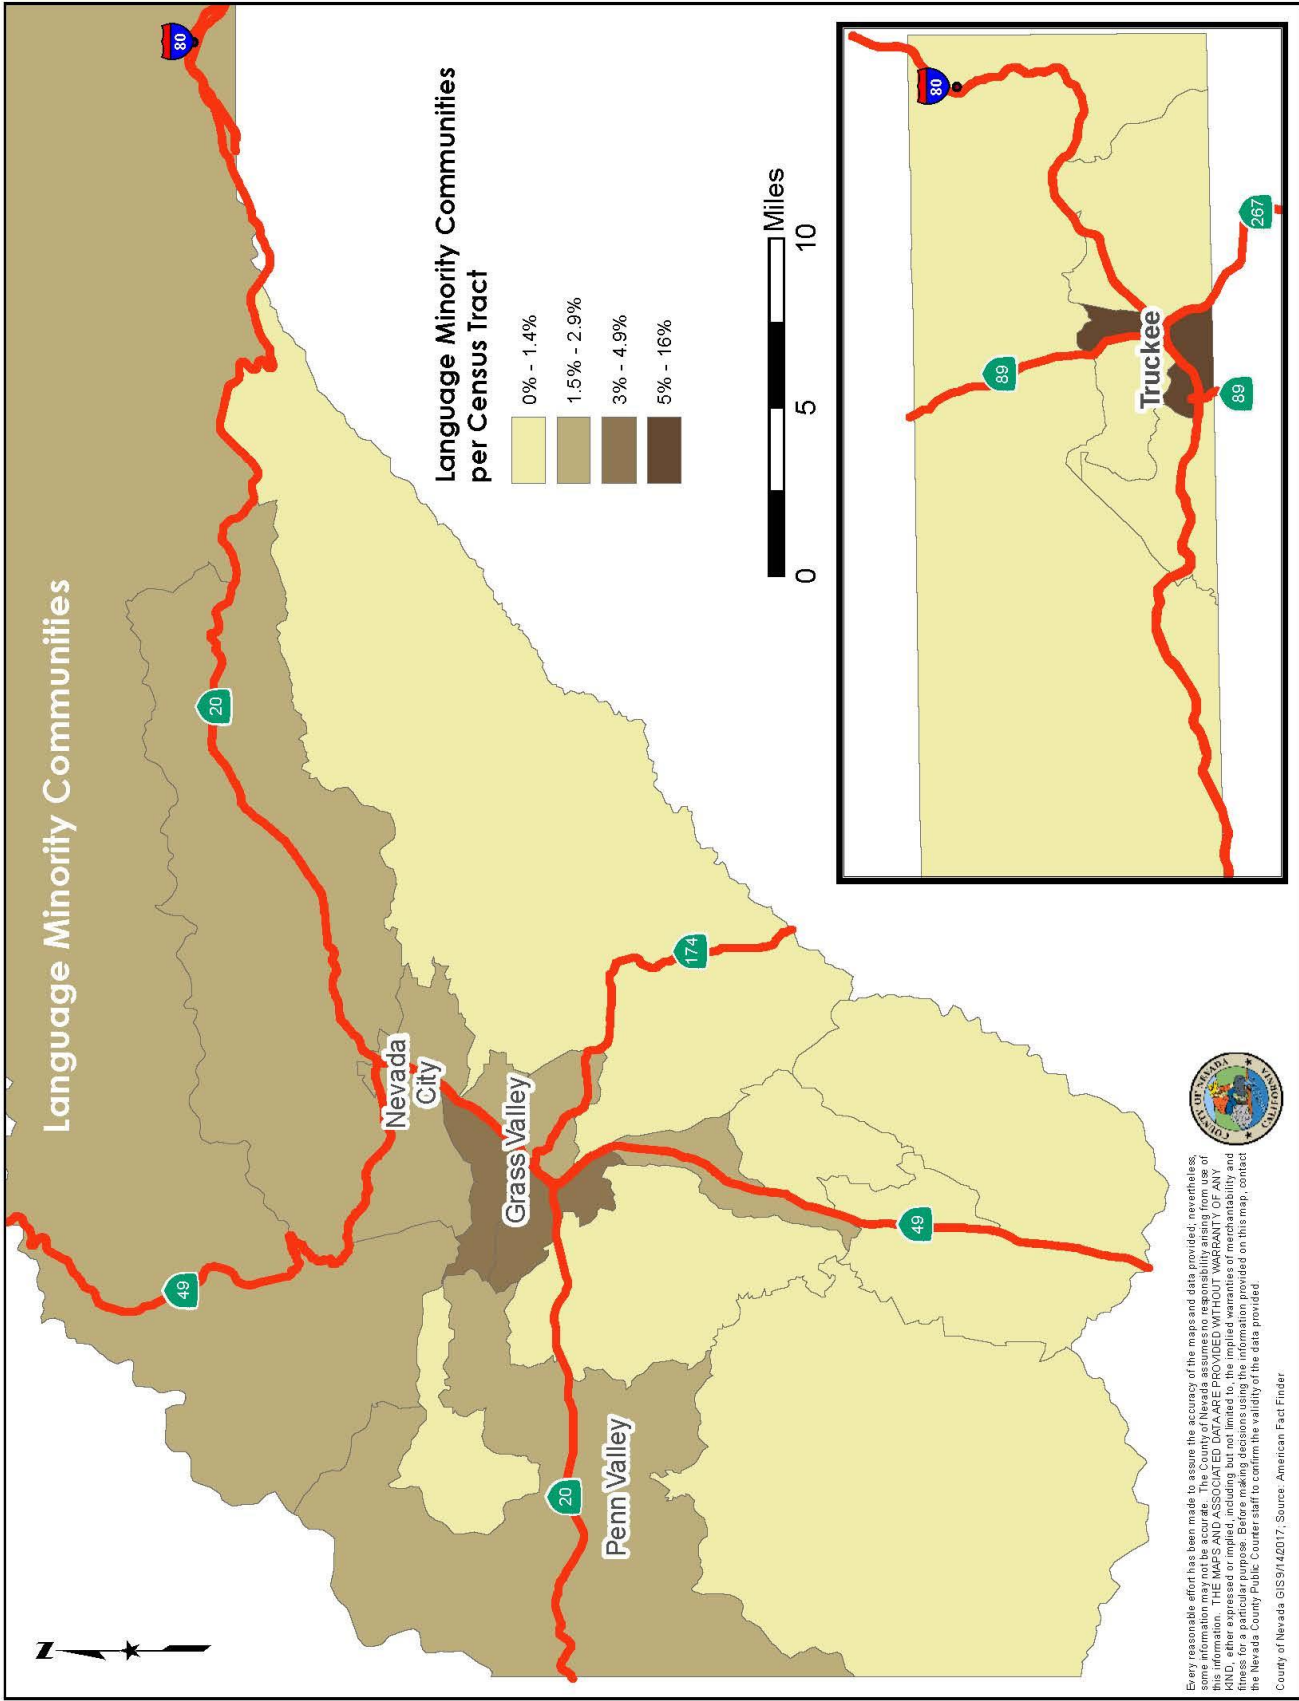 Language Minority Communities
80
20
49
Nevada
City
Grass Valley
174
49
20
Penn Valley
Language Minority Communities
per Census Tract
0% - 1.4%
1.5% - 2.9%
3% - 4.9%
5% - 16%
0 5 10 Miles
80
89
Truckee
89
267
N
COUNTY OF NEVADA
CALIFORNIA
Every reasonable effort has been made to assure the accuracy of the maps and data provided; nevertheless,
some information may not be accurate. The County of Nevada assumes no responsibility arising from use of
this information. THE MAPS AND ASSOCIATED DATA ARE PROVIDED WITHOUT WARRANTY OF ANY
KIND, either expressed or implied, including but not limited to, the implied warranties of merchantability and
fitness for a particular purpose. Before making decisions using the information provided on this map, contact
the Nevada County Public Counter staff to confirm the validity of the data provided.
County of Nevada GIS 9/14/2017; Source: American Fact Finder